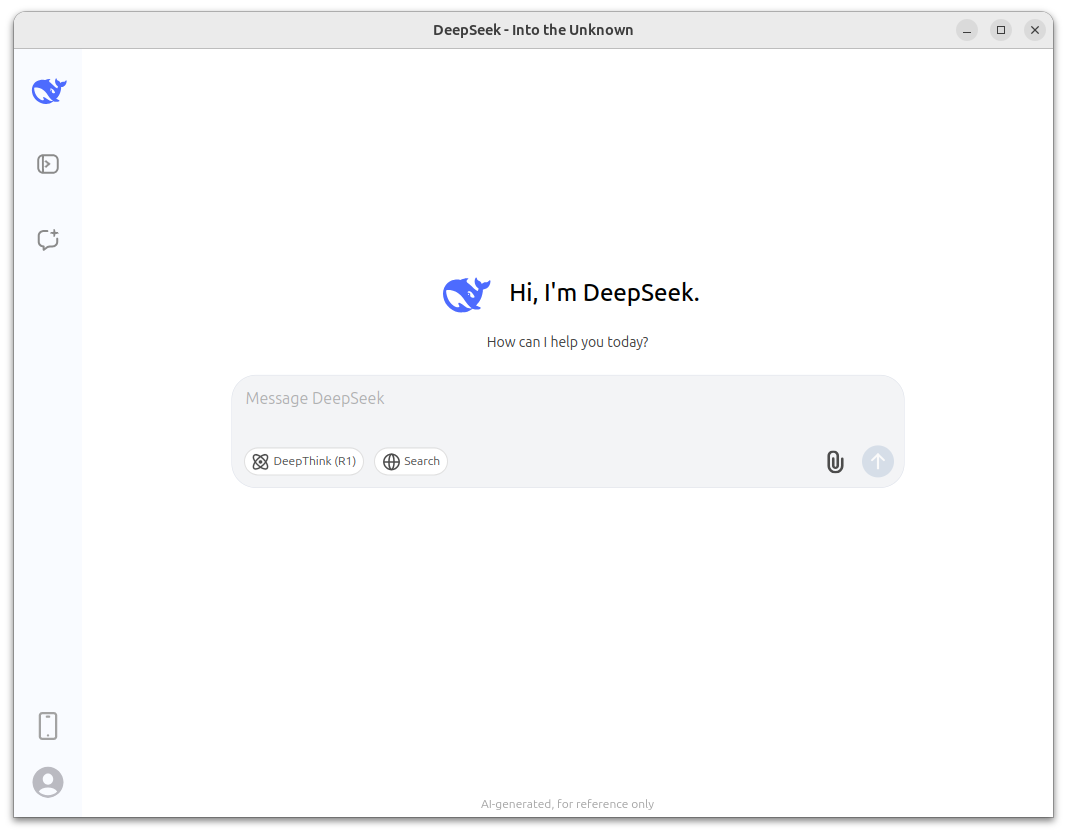 DeepSeek - Into the Unknown
Hi, I'm DeepSeek.
How can I help you today?
Message DeepSeek
DeepThink (R1)
Search
AI-generated, for reference only